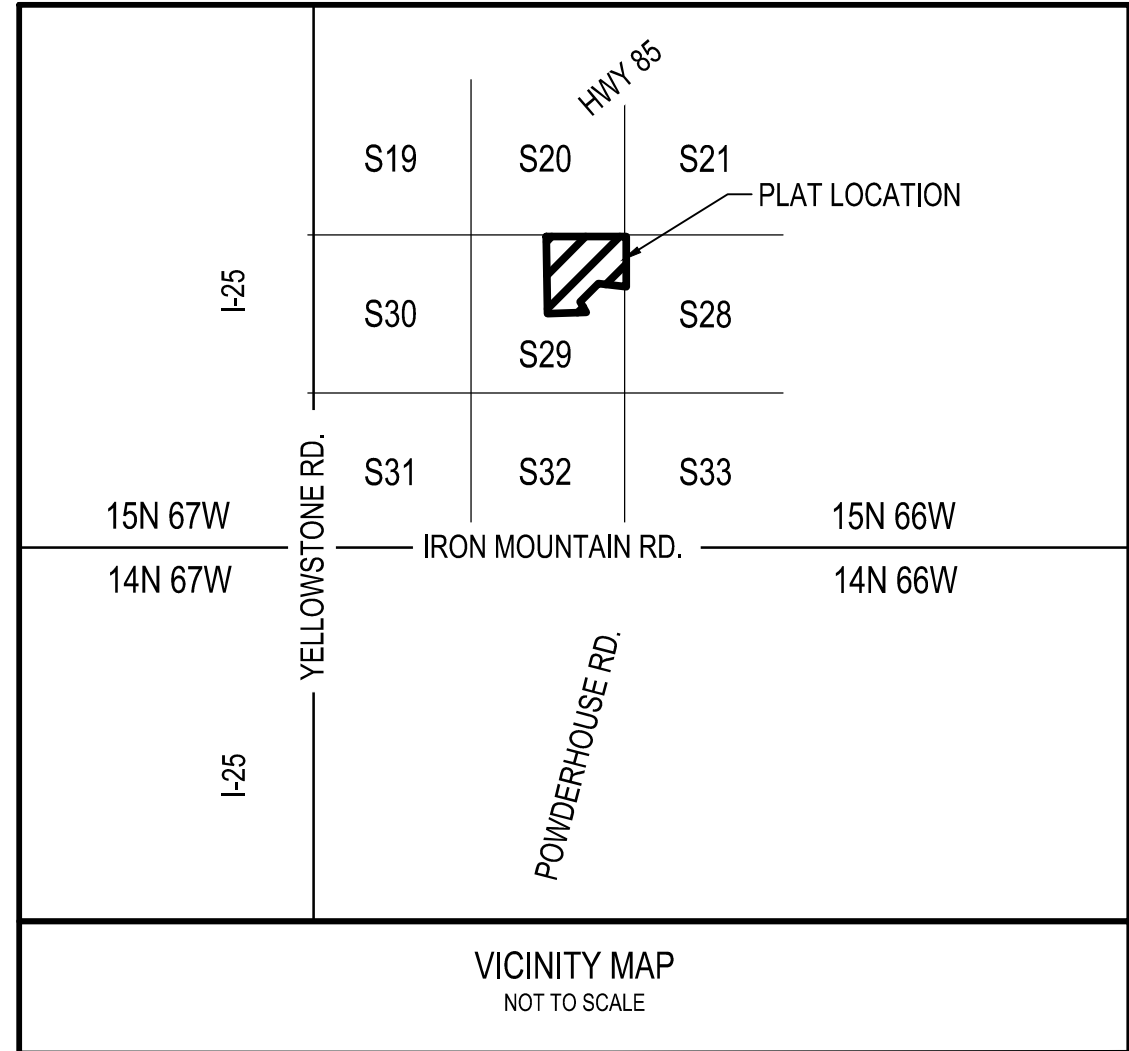 HWY 85
S19
S20
S21
PLAT LOCATION
I-25
S30
S28
S29
YELLOWSTONE RD.
S31
S32
S33
15N 67W
15N 66W
IRON MOUNTAIN RD.
14N 67W
14N 66W
POWDERHOUSE RD.
I-25
VICINITY MAP
NOT TO SCALE